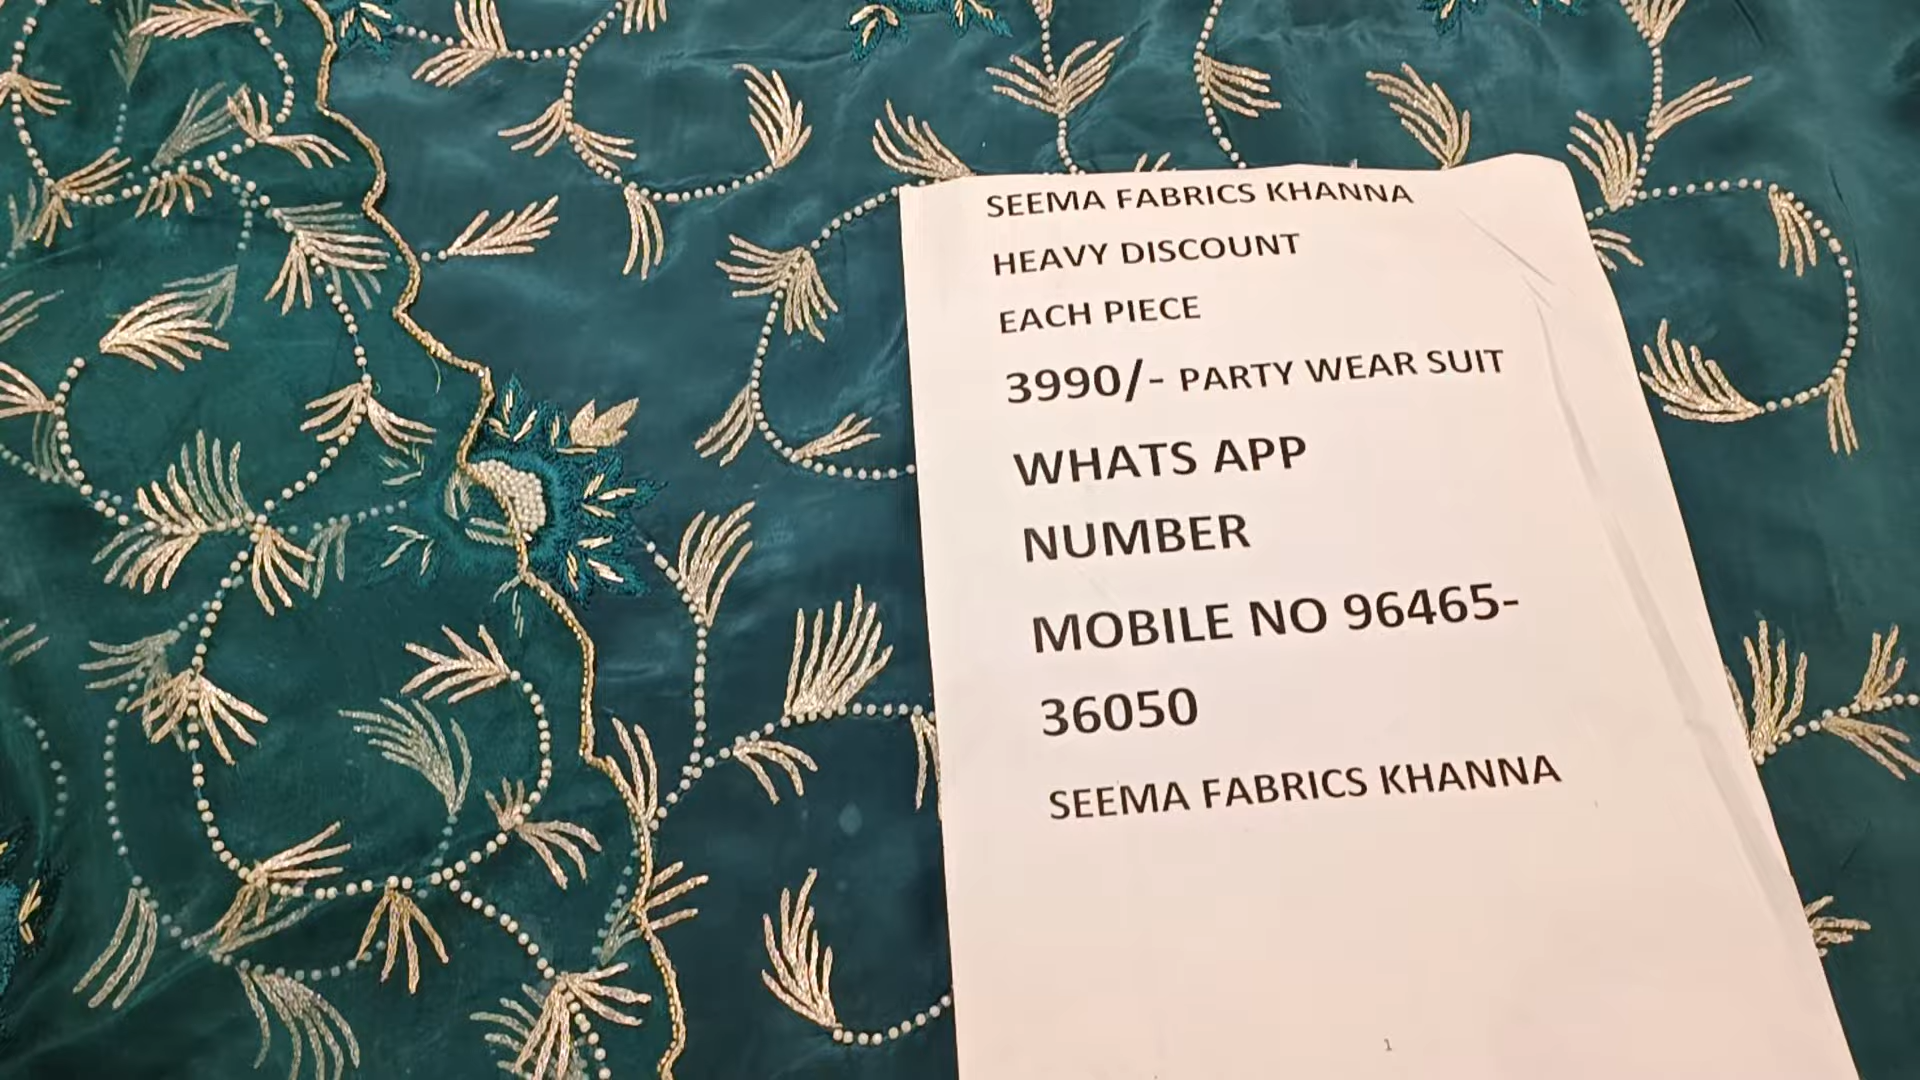 SEEMA FABRICS KHANNA
HEAVY DISCOUNT
EACH PIECE
3990/- PARTY WEAR SUIT
WHATS APP
NUMBER
MOBILE NO 96465-
36050
SEEMA FABRICS KHANNA
1